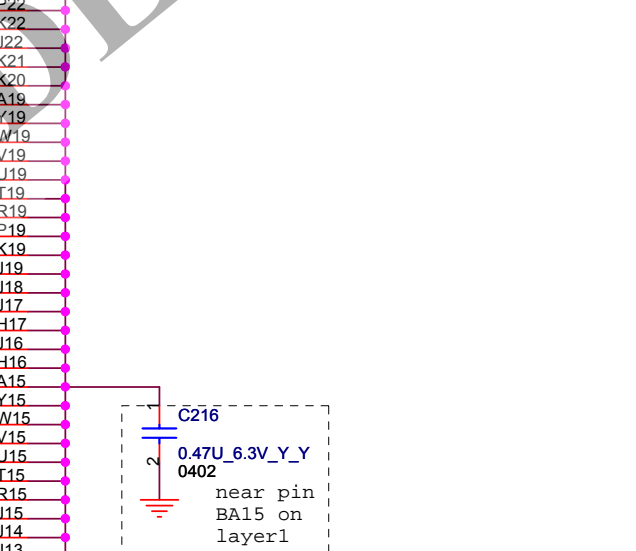 K22
J22
K21
K20
A19
Y19
W19
V19
U19
T19
R19
P19
K19
J19
J18
J17
H17
J16
H16
A15
Y15
W15
V15
U15
T15
R15
J15
J14
1
C216
0.47U_6.3V_Y_Y
2
0402
near pin
BA15 on
layer1